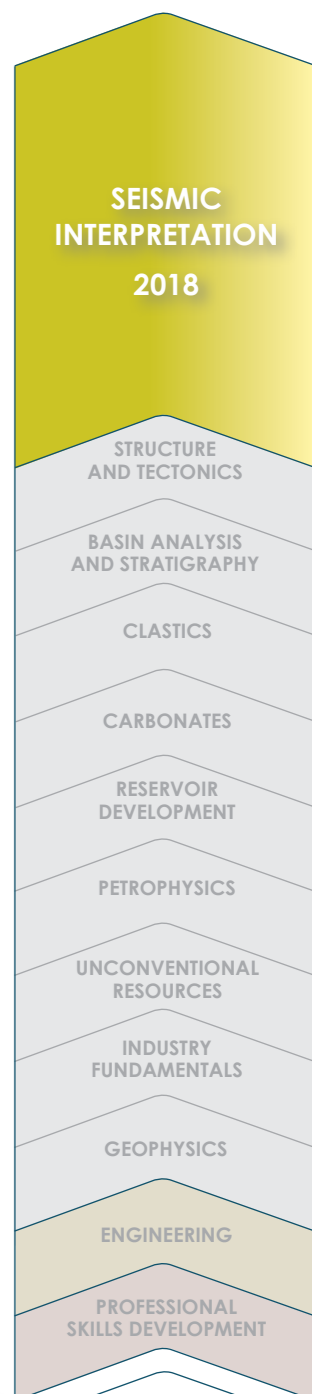 SEISMIC
INTERPRETATION
2018
STRUCTURE
AND TECTONICS
BASIN ANALYSIS
AND STRATIGRAPHY
CLASTICS
CARBONATES
RESERVOIR
DEVELOPMENT
PETROPHYSICS
UNCONVENTIONAL
RESOURCES
INDUSTRY
FUNDAMENTALS
GEOPHYSICS
ENGINEERING
PROFESSIONAL
SKILLS DEVELOPMENT